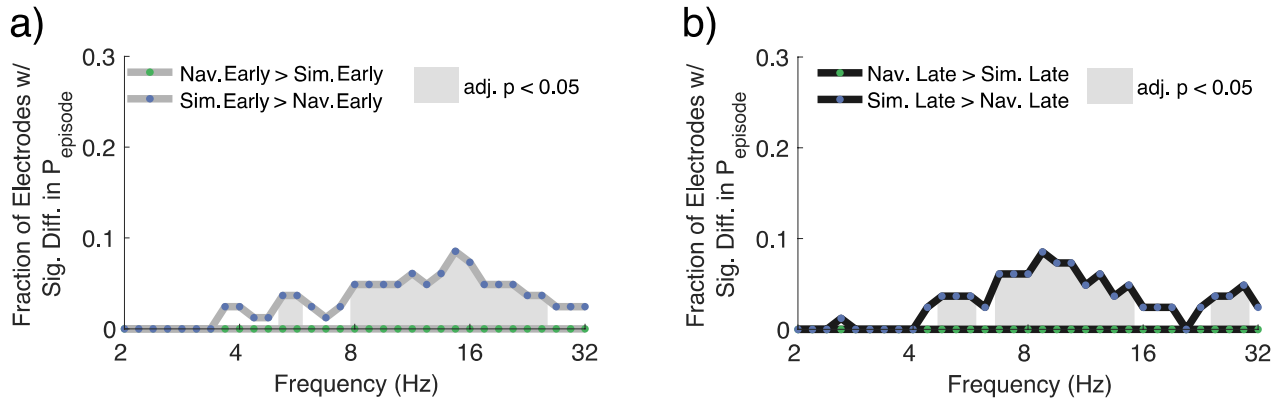 a)
Fraction of Electrodes w/
Sig. Diff. in P episode
0.3
0.2
0.1
0
Nav. Early > Sim. Early
Sim. Early > Nav. Early
adj. p < 0.05
2 4 8 16 32
Frequency (Hz)
b)
Fraction of Electrodes w/
Sig. Diff. in P episode
0.3
0.2
0.1
0
Nav. Late > Sim. Late
Sim. Late > Nav. Late
adj. p < 0.05
2 4 8 16 32
Frequency (Hz)